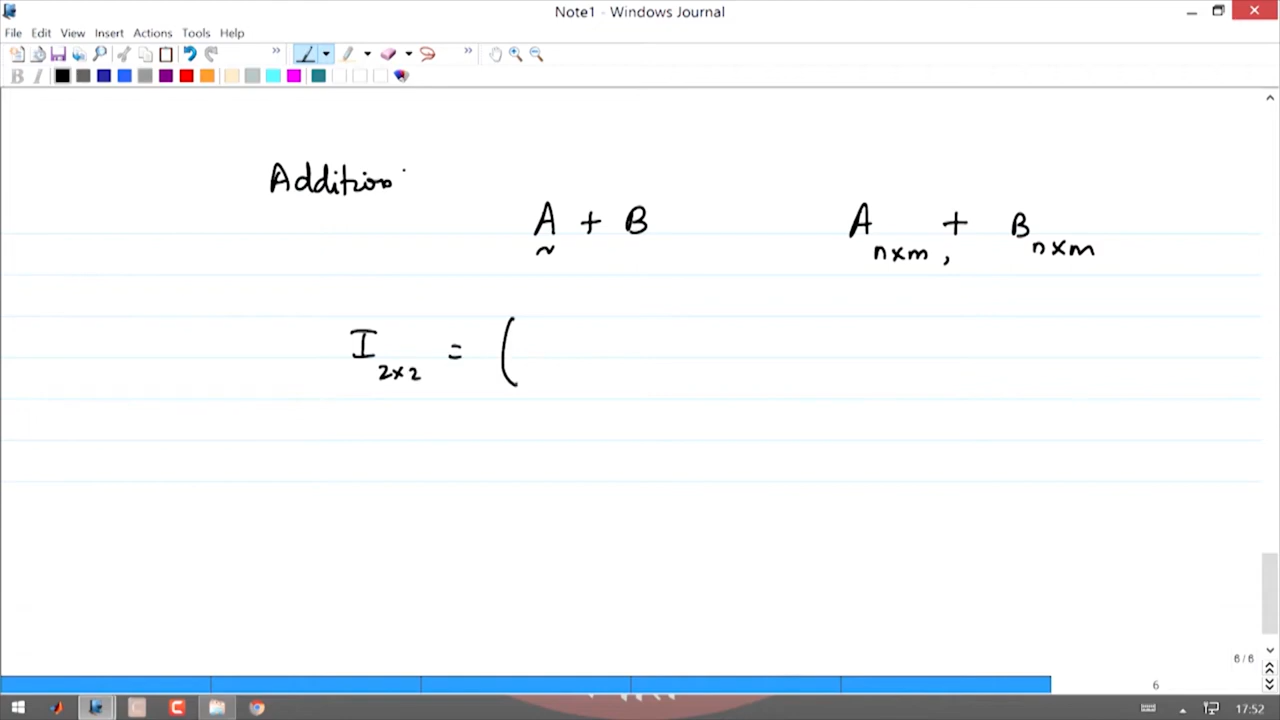 Note1 - Windows Journal
File Edit View Insert Actions Tools Help
Addition
A + B A n×m, + B n×m
I 2×2 = (
6 / 6
6
17:52